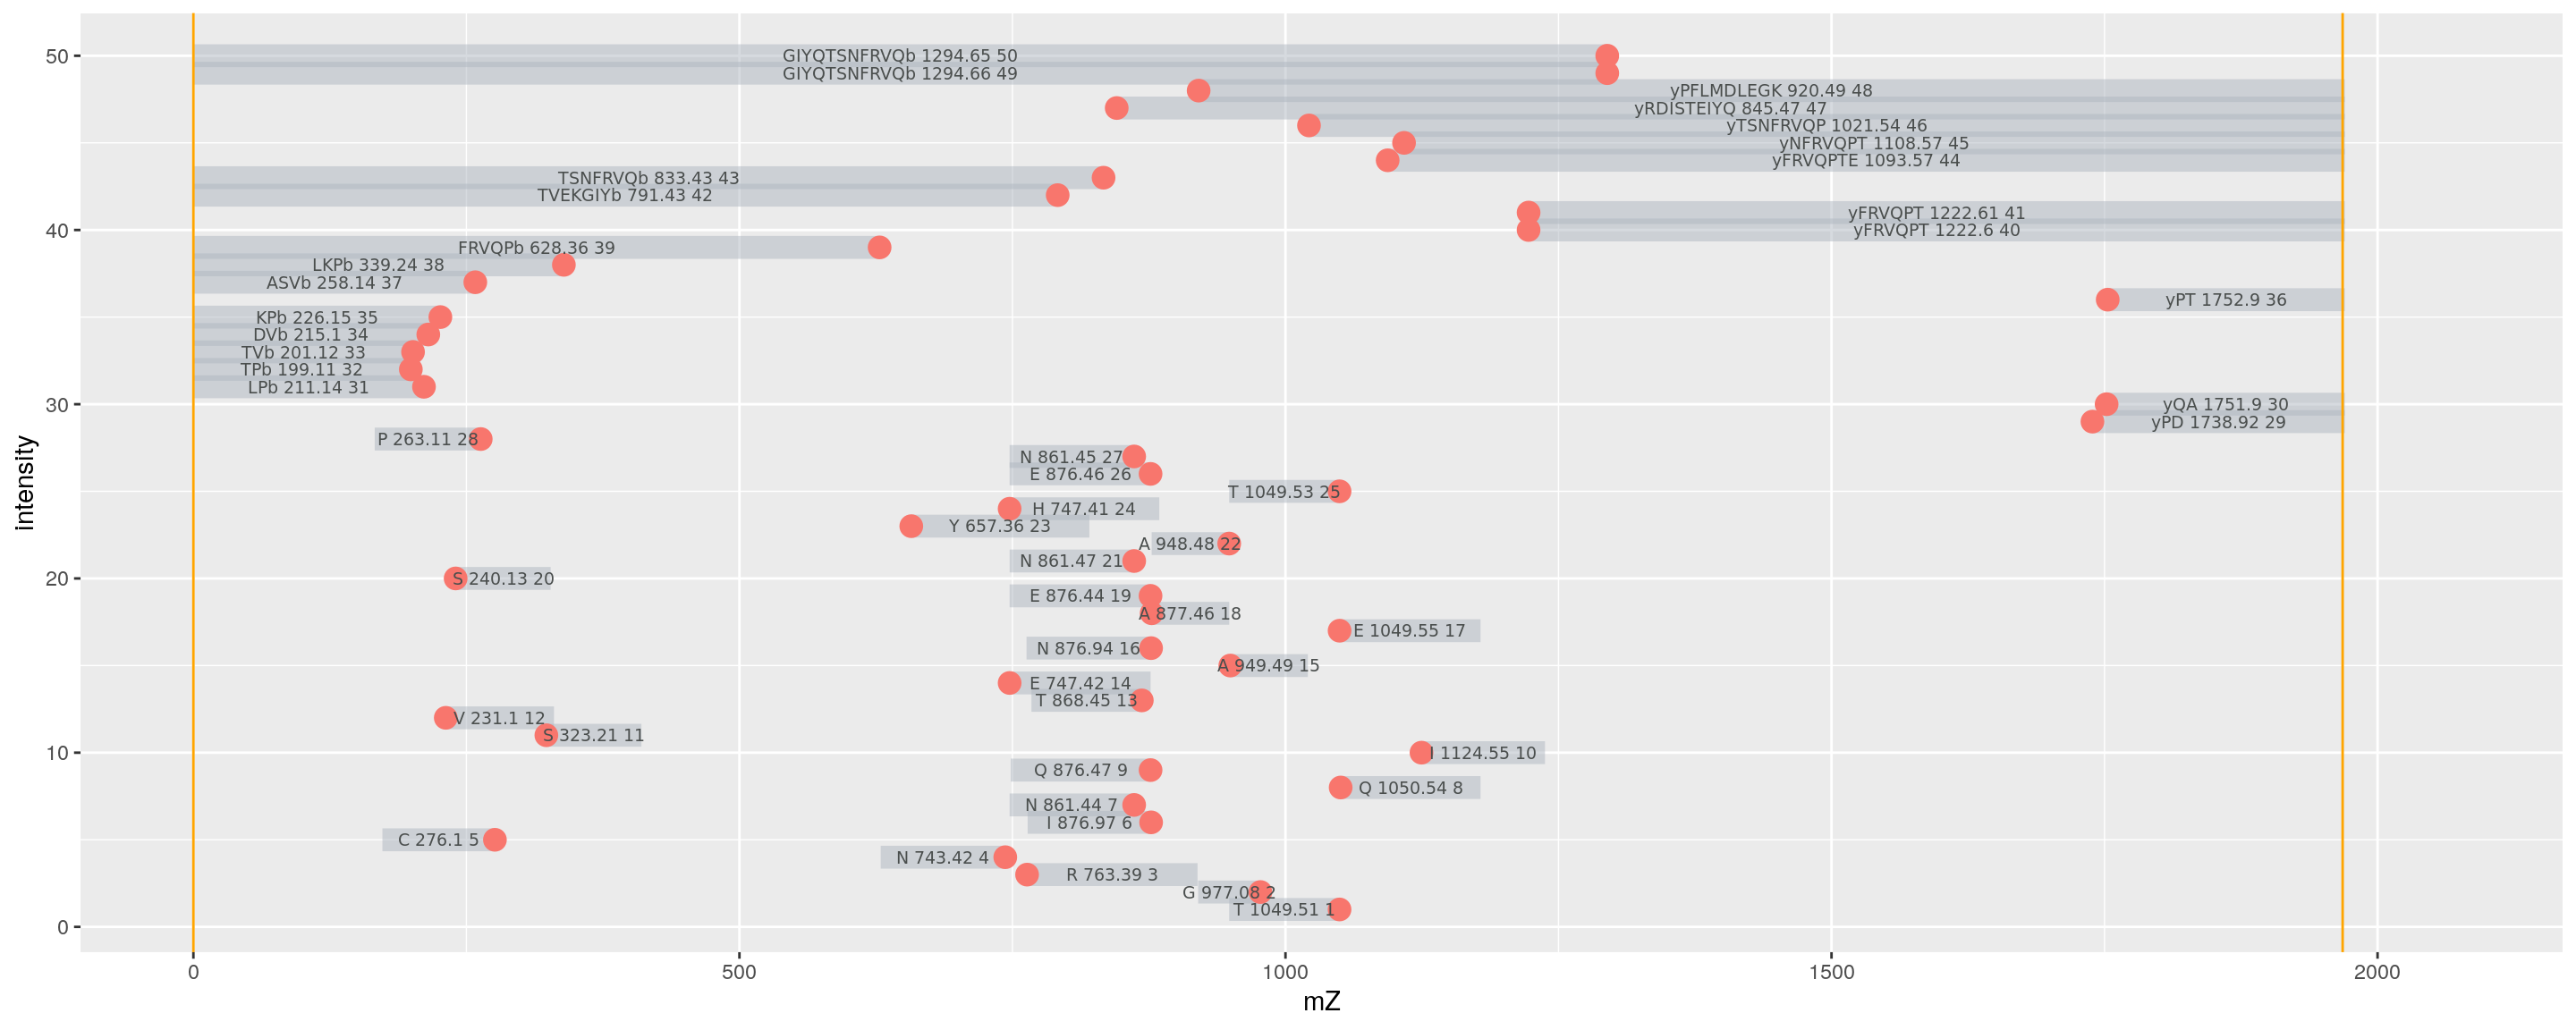 50
GIYQTSNFRVQb 1294.65 50
GIYQTSNFRVQb 1294.66 49
yPFLMDLEGK 920.49 48
yRDISTEIYQ 845.47 47
yTSNFRVQP 1021.54 46
yNFRVQPT 1108.57 45
yFRVQPTE 1093.57 44
TSNFRVQb 833.43 43
TVEKGIYb 791.43 42
yFRVQPT 1222.61 41
40
yFRVQPT 1222.6 40
FRVQPb 628.36 39
LKPb 339.24 38
ASVb 258.14 37
yPT 1752.9 36
KPb 226.15 35
DVb 215.1 34
TVb 201.12 33
TPb 199.11 32
LPb 211.14 31
30
yQA 1751.9 30
yPD 1738.92 29
P 263.11 28
N 861.45 27
E 876.46 26
T 1049.53 25
H 747.41 24
Y 657.36 23
A 948.48 22
N 861.47 21
20
S 240.13 20
E 876.44 19
A 877.46 18
E 1049.55 17
N 876.94 16
A 949.49 15
E 747.42 14
T 868.45 13
V 231.1 12
S 323.21 11
10
I 1124.55 10
Q 876.47 9
Q 1050.54 8
N 861.44 7
I 876.97 6
C 276.1 5
N 743.42 4
R 763.39 3
G 977.08 2
T 1049.51 1
0
intensity
0 500 1000 1500 2000
mZ